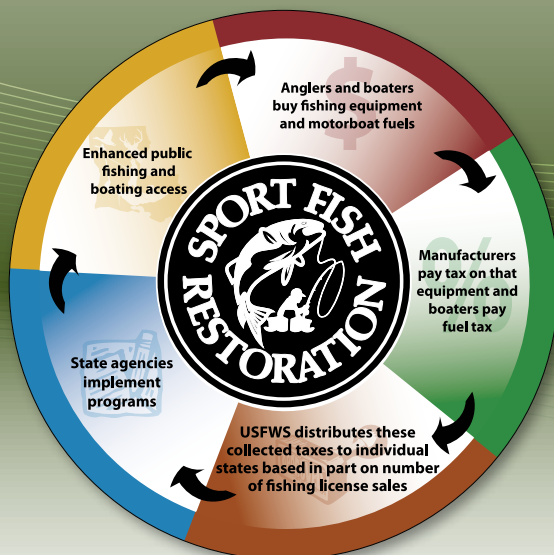 Anglers and boaters
buy fishing equipment
and motorboat fuels
Manufacturers
pay tax on that
equipment and
boaters pay
fuel tax
USFWS distributes these
collected taxes to individual
states based in part on number
of fishing license sales
State agencies
implement
programs
Enhanced public
fishing and
boating access
SPORT FISH
RESTORATION
$
%